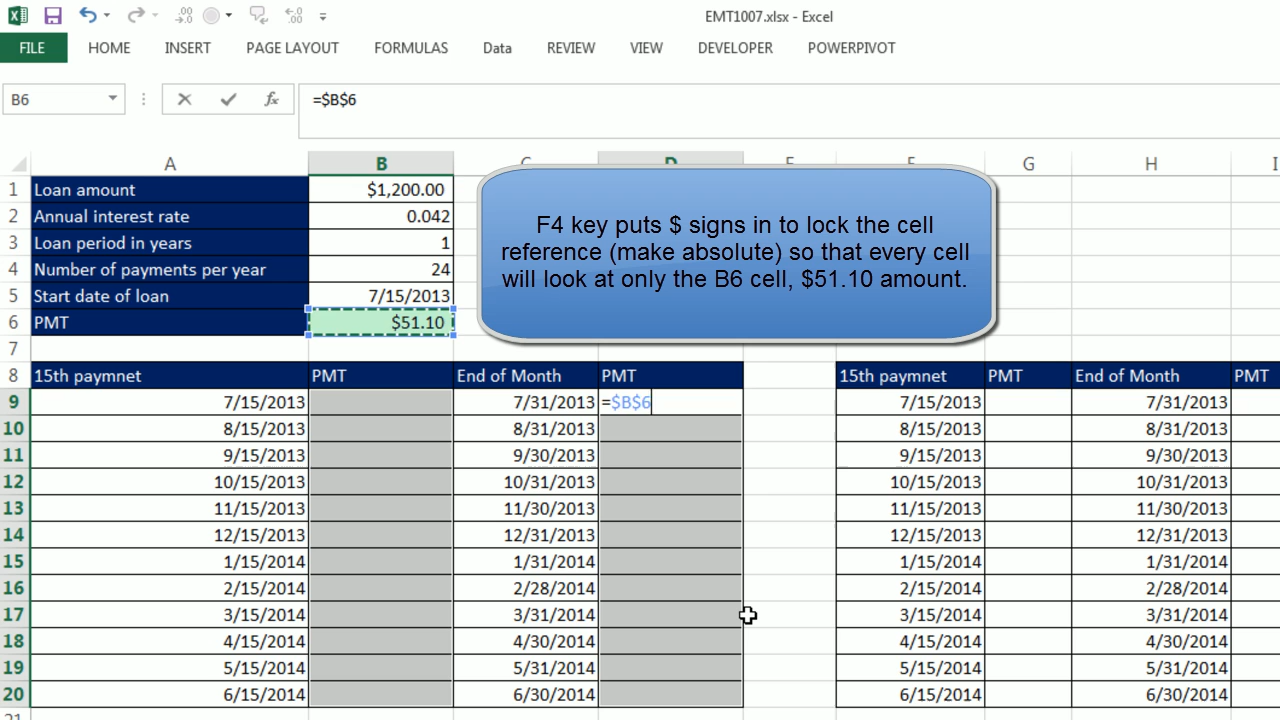 EMT1007.xlsx - Excel
FILE HOME INSERT PAGE LAYOUT FORMULAS Data REVIEW VIEW DEVELOPER POWERPIVOT
B6 fx =$B$6
A B C D E F G H I
1 Loan amount $1,200.00
2 Annual interest rate 0.042
3 Loan period in years 1
4 Number of payments per year 24
5 Start date of loan 7/15/2013
6 PMT $51.10
F4 key puts $ signs in to lock the cell
reference (make absolute) so that every cell
will look at only the B6 cell, $51.10 amount.
7
8 15th paymnet PMT End of Month PMT 15th paymnet PMT End of Month PMT
9 7/15/2013 7/31/2013 =$B$6 7/15/2013 7/31/2013
10 8/15/2013 8/31/2013 8/15/2013 8/31/2013
11 9/15/2013 9/30/2013 9/15/2013 9/30/2013
12 10/15/2013 10/31/2013 10/15/2013 10/31/2013
13 11/15/2013 11/30/2013 11/15/2013 11/30/2013
14 12/15/2013 12/31/2013 12/15/2013 12/31/2013
15 1/15/2014 1/31/2014 1/15/2014 1/31/2014
16 2/15/2014 2/28/2014 2/15/2014 2/28/2014
17 3/15/2014 3/31/2014 3/15/2014 3/31/2014
18 4/15/2014 4/30/2014 4/15/2014 4/30/2014
19 5/15/2014 5/31/2014 5/15/2014 5/31/2014
20 6/15/2014 6/30/2014 6/15/2014 6/30/2014
21